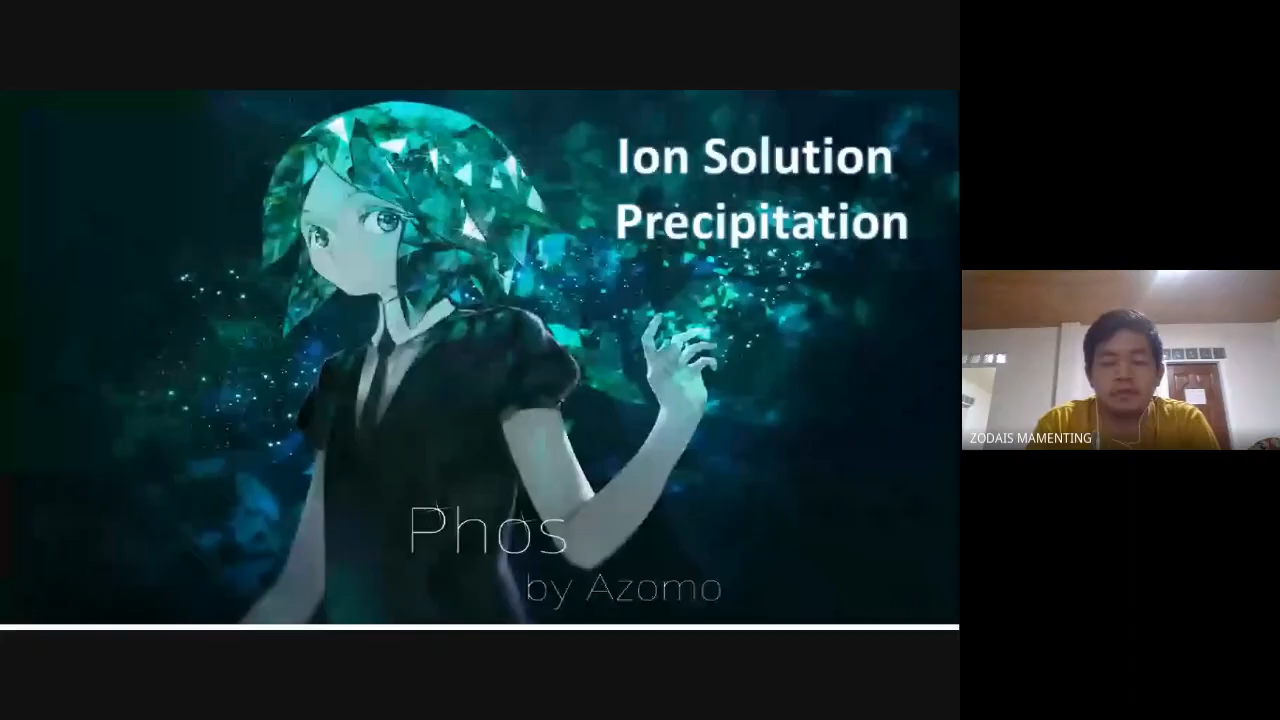 Ion Solution
Precipitation
Phos
by Azomo
ZODAIS MAMENTING